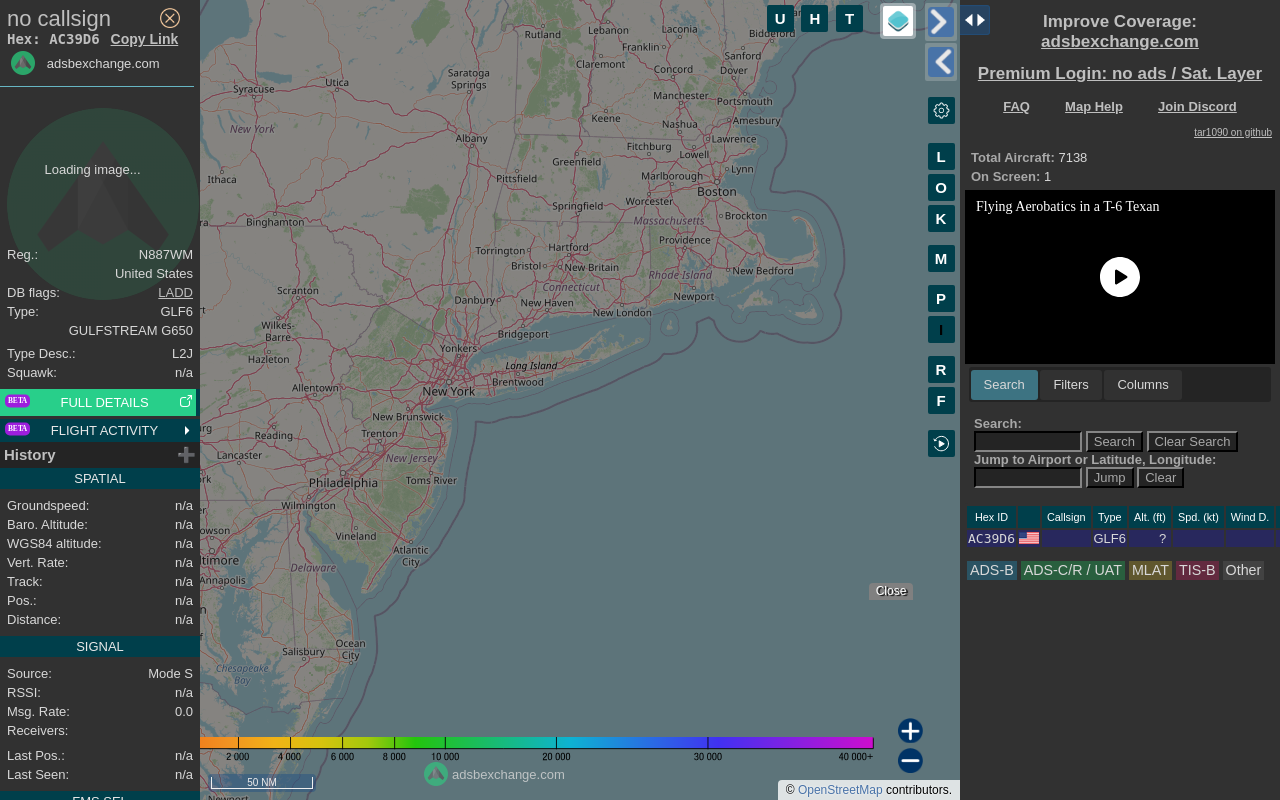 no callsign
Hex: AC39D6 Copy Link
adsbexchange.com
Loading image...
Reg.: N887WM
United States
DB flags: LADD
Type: GLF6
GULFSTREAM G650
Type Desc.: L2J
Squawk: n/a
BETA FULL DETAILS
BETA FLIGHT ACTIVITY
History
SPATIAL
Groundspeed: n/a
Baro. Altitude: n/a
WGS84 altitude: n/a
Vert. Rate: n/a
Track: n/a
Pos.: n/a
Distance: n/a
SIGNAL
Source: Mode S
RSSI: n/a
Msg. Rate: 0.0
Receivers:
Last Pos.: n/a
Last Seen: n/a
FMS SEL
U H T
L
O
K
M
P
I
R
F
Rutland
Lebanon
Laconia
Biddeford
Franklin
Claremont
Concord
Sanford
Dover
Saratoga
Springs
Utica
Syracuse
Manchester
Portsmouth
Keene
Nashua
Amesbury
New York
Albany
Fitchburg
Lawrence
Greenfield
Lowell
Lynn
Ithaca
Pittsfield
Marlborough
Boston
Worcester
Springfield
Binghamton
Massachusetts
Brockton
Torrington
Hartford
Providence
Bristol
New Britain
New Bedford
Rhode Island
Connecticut
Newport
Scranton
Danbury
New Haven
New London
Wilkes-
Barre
Bridgeport
Hazleton
Yonkers
Long Island
Allentown
New York
Brentwood
New Brunswick
Reading
Trenton
Lancaster
New Jersey
Philadelphia
Toms River
Wilmington
Vineland
Atlantic
City
Annapolis
Delaware
Ocean
City
Salisbury
Chesapeake
Bay
Close
2 000 4 000 6 000 8 000 10 000 20 000 30 000 40 000+
adsbexchange.com
50 NM
© OpenStreetMap contributors.
Improve Coverage:
adsbexchange.com
Premium Login: no ads / Sat. Layer
FAQ Map Help Join Discord
tar1090 on github
Total Aircraft: 7138
On Screen: 1
Flying Aerobatics in a T-6 Texan
Search Filters Columns
Search:
Search Clear Search
Jump to Airport or Latitude, Longitude:
Jump Clear
Hex ID Callsign Type Alt. (ft) Spd. (kt) Wind D.
AC39D6 GLF6 ?
ADS-B ADS-C/R / UAT MLAT TIS-B Other